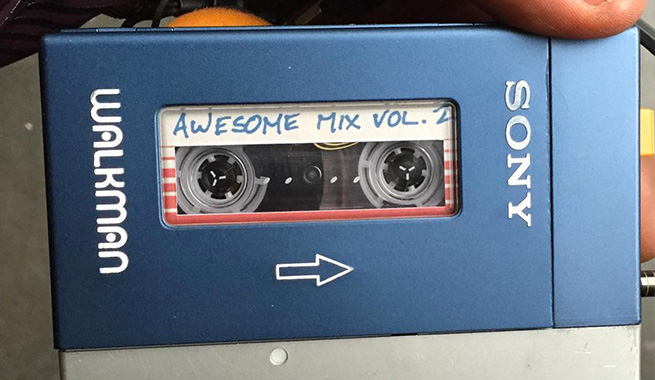 AWESOME MIX VOL. 2
WALKMAN
SONY